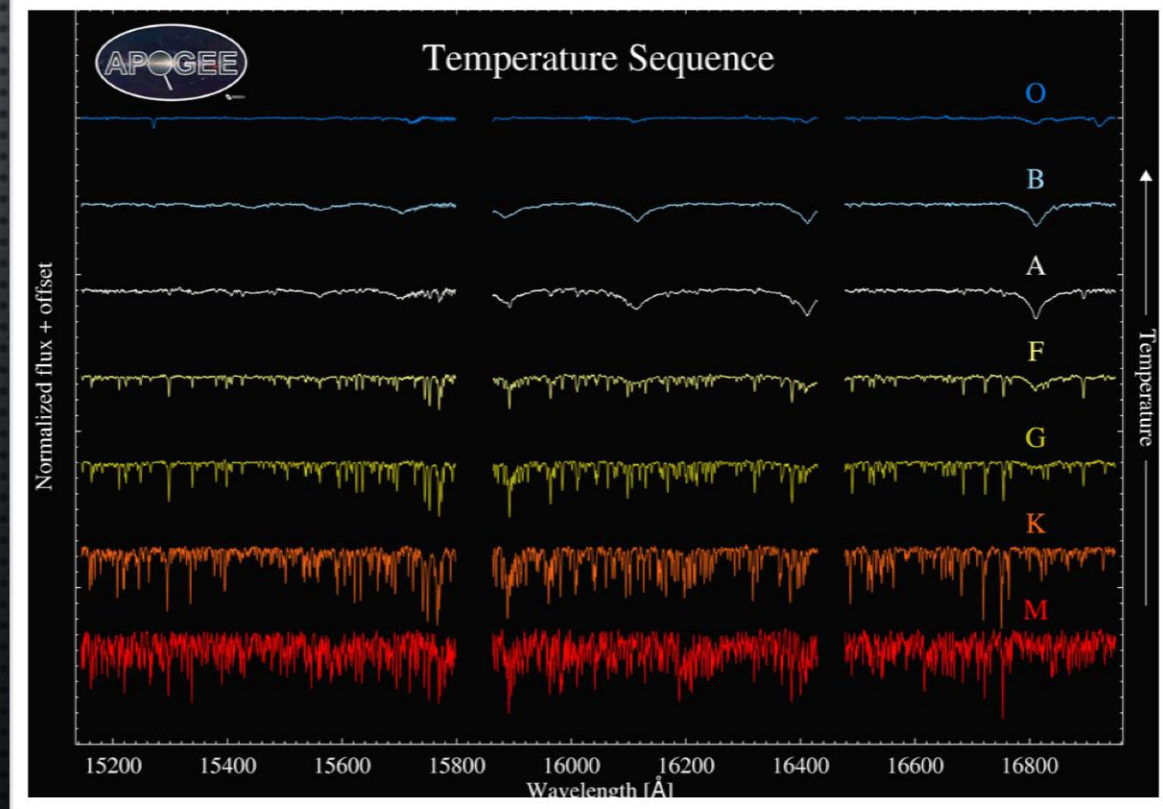 APOGEE
Temperature Sequence
O
B
A
F
G
K
M
Normalized flux + offset
Temperature
15200 15400 15600 15800 16000 16200 16400 16600 16800
Wavelength [Å]